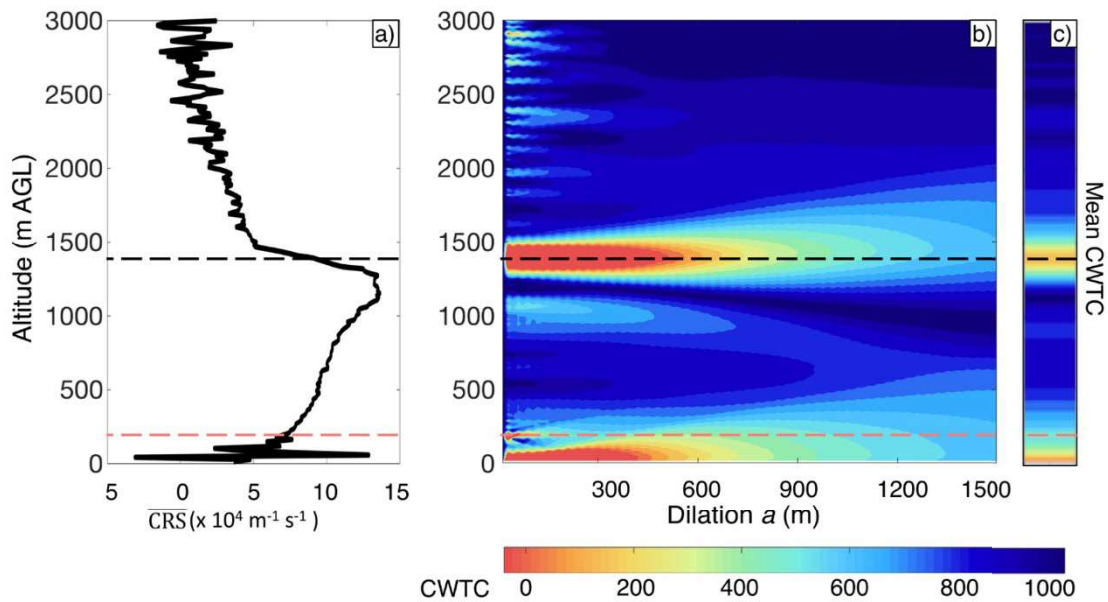 a)
b)
c)
3000
2500
2000
1500
1000
500
0
Altitude (m AGL)
5 0 5 10 15
CRS (x 10⁴ m⁻¹ s⁻¹)
3000
2500
2000
1500
1000
500
0
300 600 900 1200 1500
Dilation a (m)
Mean CWTC
CWTC 0 200 400 600 800 1000